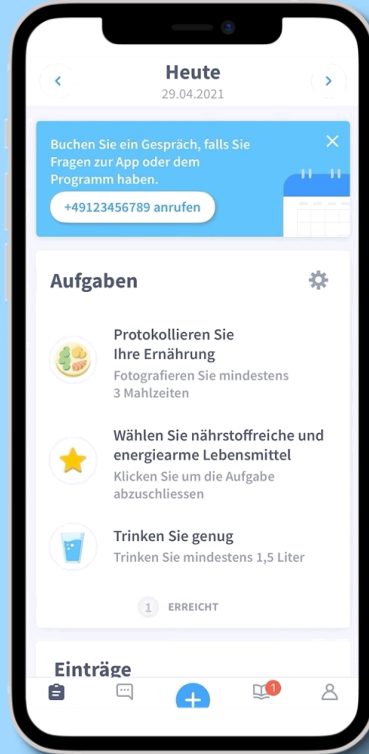 Heute
29.04.2021
Buchen Sie ein Gespräch, falls Sie
Fragen zur App oder dem
Programm haben.
+49123456789 anrufen
Aufgaben
Protokollieren Sie
Ihre Ernährung
Fotografieren Sie mindestens
3 Mahlzeiten
Wählen Sie nährstoffreiche und
energiearme Lebensmittel
Klicken Sie um die Aufgabe
abzuschliessen
Trinken Sie genug
Trinken Sie mindestens 1,5 Liter
1 ERREICHT
Einträge
1